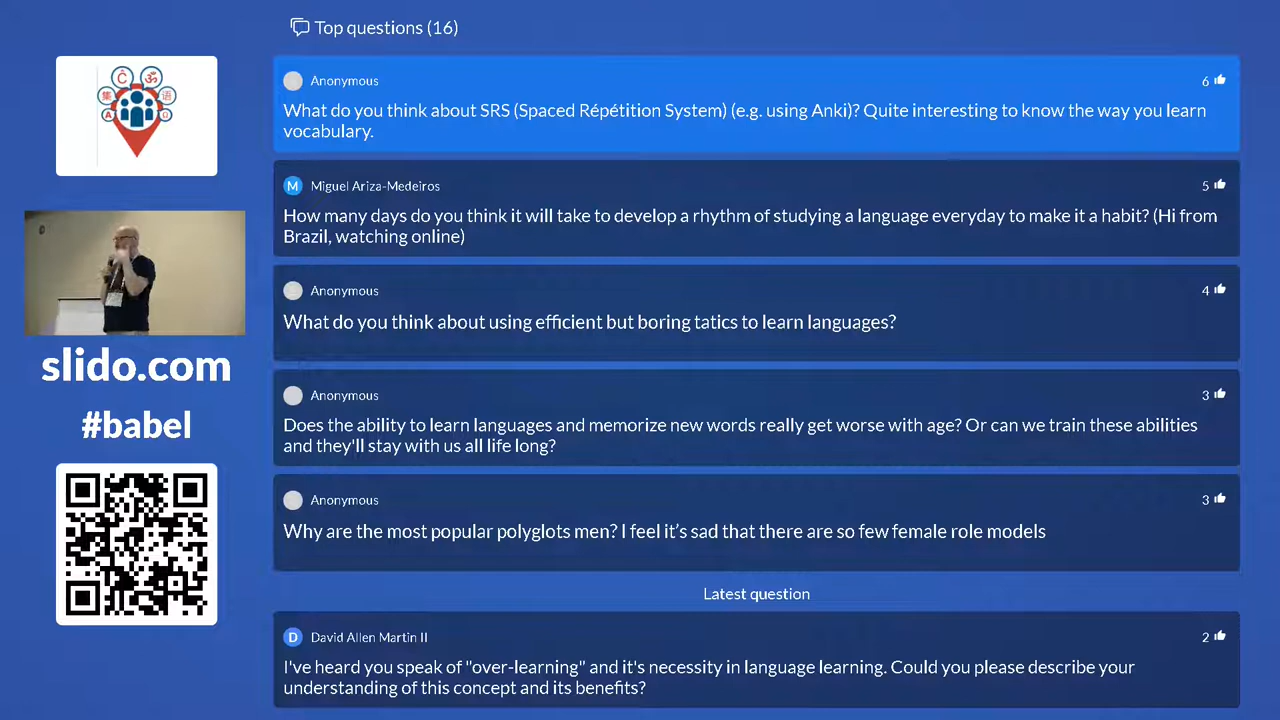 Top questions (16)
Anonymous
6
What do you think about SRS (Spaced Répétition System) (e.g. using Anki)? Quite interesting to know the way you learn
vocabulary.
M
Miguel Ariza-Medeiros
5
How many days do you think it will take to develop a rhythm of studying a language everyday to make it a habit? (Hi from
Brazil, watching online)
Anonymous
4
What do you think about using efficient but boring tatics to learn languages?
Anonymous
3
Does the ability to learn languages and memorize new words really get worse with age? Or can we train these abilities
and they'll stay with us all life long?
Anonymous
3
Why are the most popular polyglots men? I feel it’s sad that there are so few female role models
Latest question
D
David Allen Martin II
2
I've heard you speak of "over-learning" and it's necessity in language learning. Could you please describe your
understanding of this concept and its benefits?
Ĉ ॐ
集 语
A Ω
slido.com
#babel